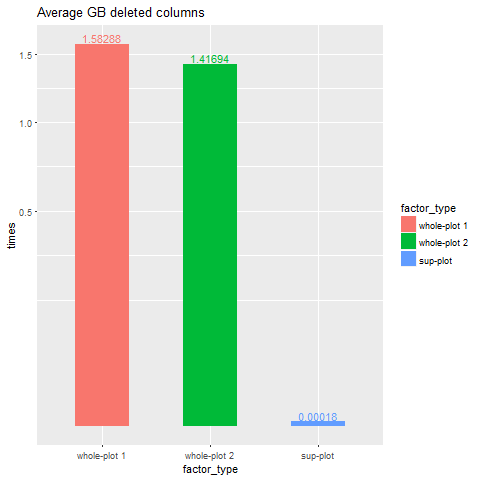 Average GB deleted columns
1.58288
1.41694
0.00018
1.5
1.0
0.5
times
whole-plot 1
whole-plot 2
sup-plot
factor_type
factor_type
whole-plot 1
whole-plot 2
sup-plot